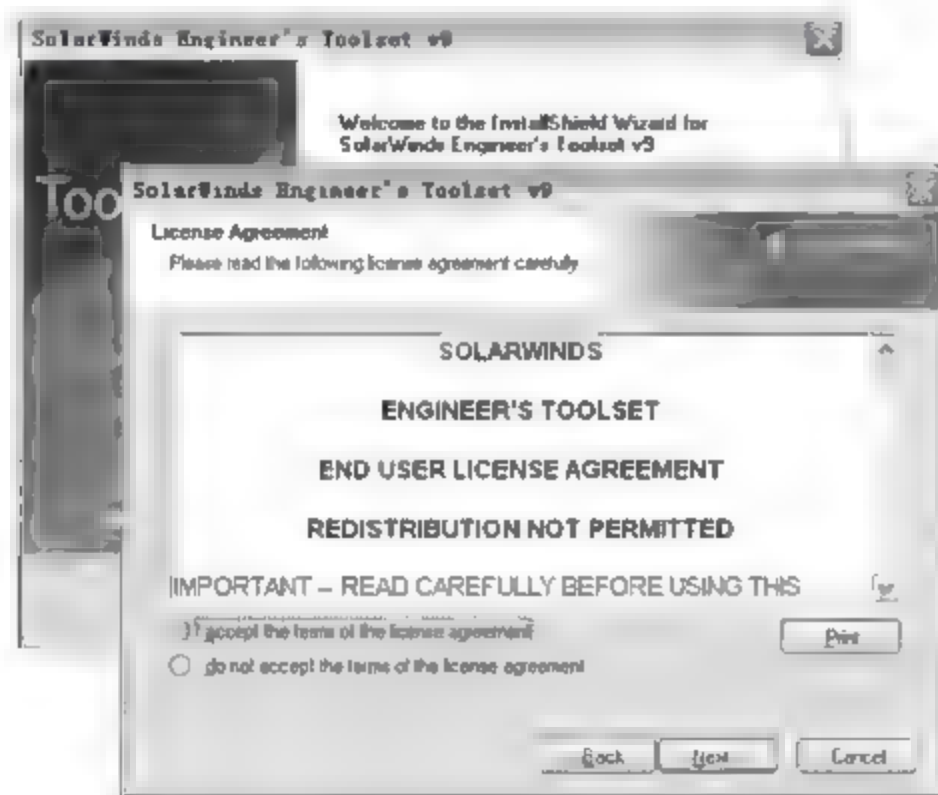 SolarWinds Engineer's Toolset v9
Welcome to the InstallShield Wizard for
SolarWinds Engineer's Toolset v9
Too
SolarWinds Engineer's Toolset v9
License Agreement
Please read the following license agreement carefully
SOLARWINDS
ENGINEER'S TOOLSET
END USER LICENSE AGREEMENT
REDISTRIBUTION NOT PERMITTED
IMPORTANT – READ CAREFULLY BEFORE USING THIS
accept the terms of the license agreement
do not accept the terms of the license agreement
Print
Back
Next
Cancel